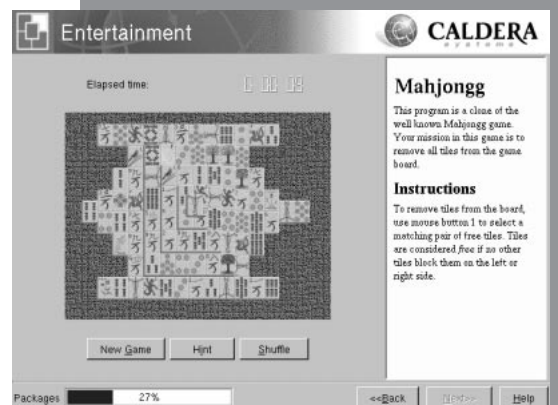 Entertainment
CALDERA
systems
Elapsed time:
0 00 09
New Game
Hint
Shuffle
Mahjongg
This program is a clone of the
well known Mahjongg game.
Your mission in this game is to
remove all tiles from the game
board.
Instructions
To remove tiles from the board,
use mouse button 1 to select a
matching pair of free tiles. Tiles
are considered free if no other
tiles block them on the left or
right side.
Packages
27%
<<Back
Next>>
Help